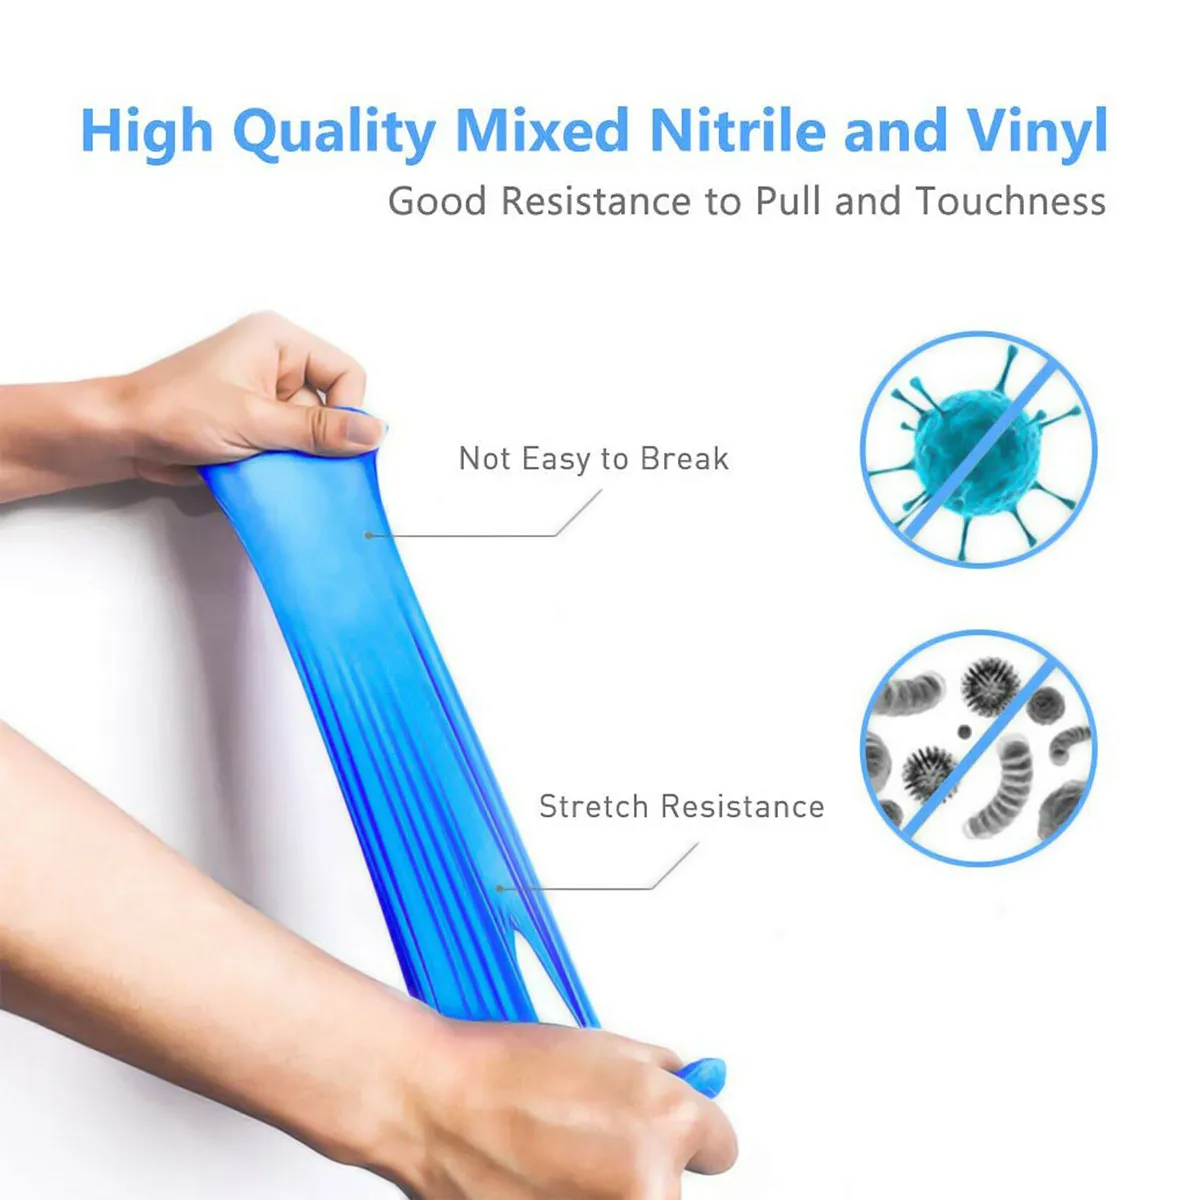 High Quality Mixed Nitrile and Vinyl
Good Resistance to Pull and Touchness
Not Easy to Break
Stretch Resistance